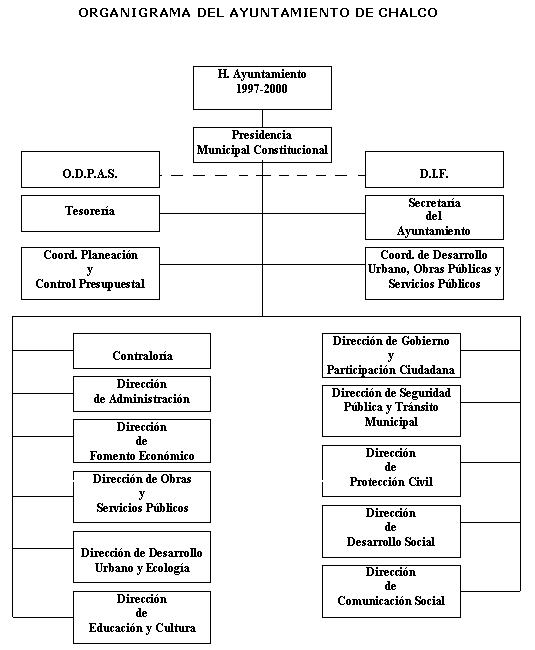 ORGANIGRAMA DEL AYUNTAMIENTO DE CHALCO
H. Ayuntamiento
1997-2000
Presidencia
Municipal Constitucional
O.D.P.A.S.
D.I.F.
Tesorería
Secretaría
del
Ayuntamiento
Coord. Planeación
y
Control Presupuestal
Coord. de Desarrollo
Urbano, Obras Públicas y
Servicios Públicos
Contraloría
Dirección
de Administración
Dirección
de
Fomento Económico
Dirección de Obras
y
Servicios Públicos
Dirección de Desarrollo
Urbano y Ecología
Dirección
de
Educación y Cultura
Dirección de Gobierno
y
Participación Ciudadana
Dirección de Seguridad
Pública y Tránsito
Municipal
Dirección
de
Protección Civil
Dirección
de
Desarrollo Social
Dirección
de
Comunicación Social